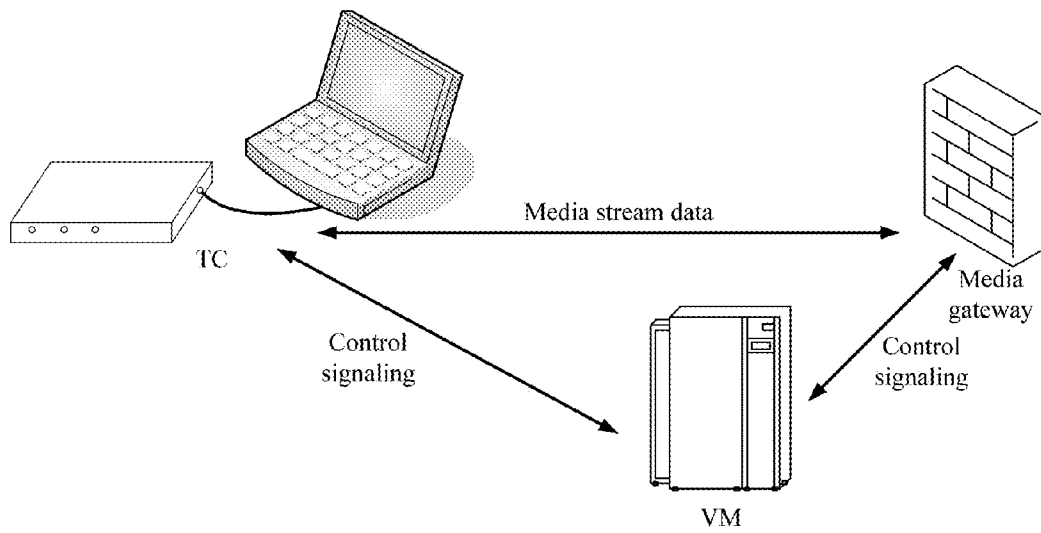 Media stream data
TC
Media
gateway
Control
signaling
Control
signaling
VM